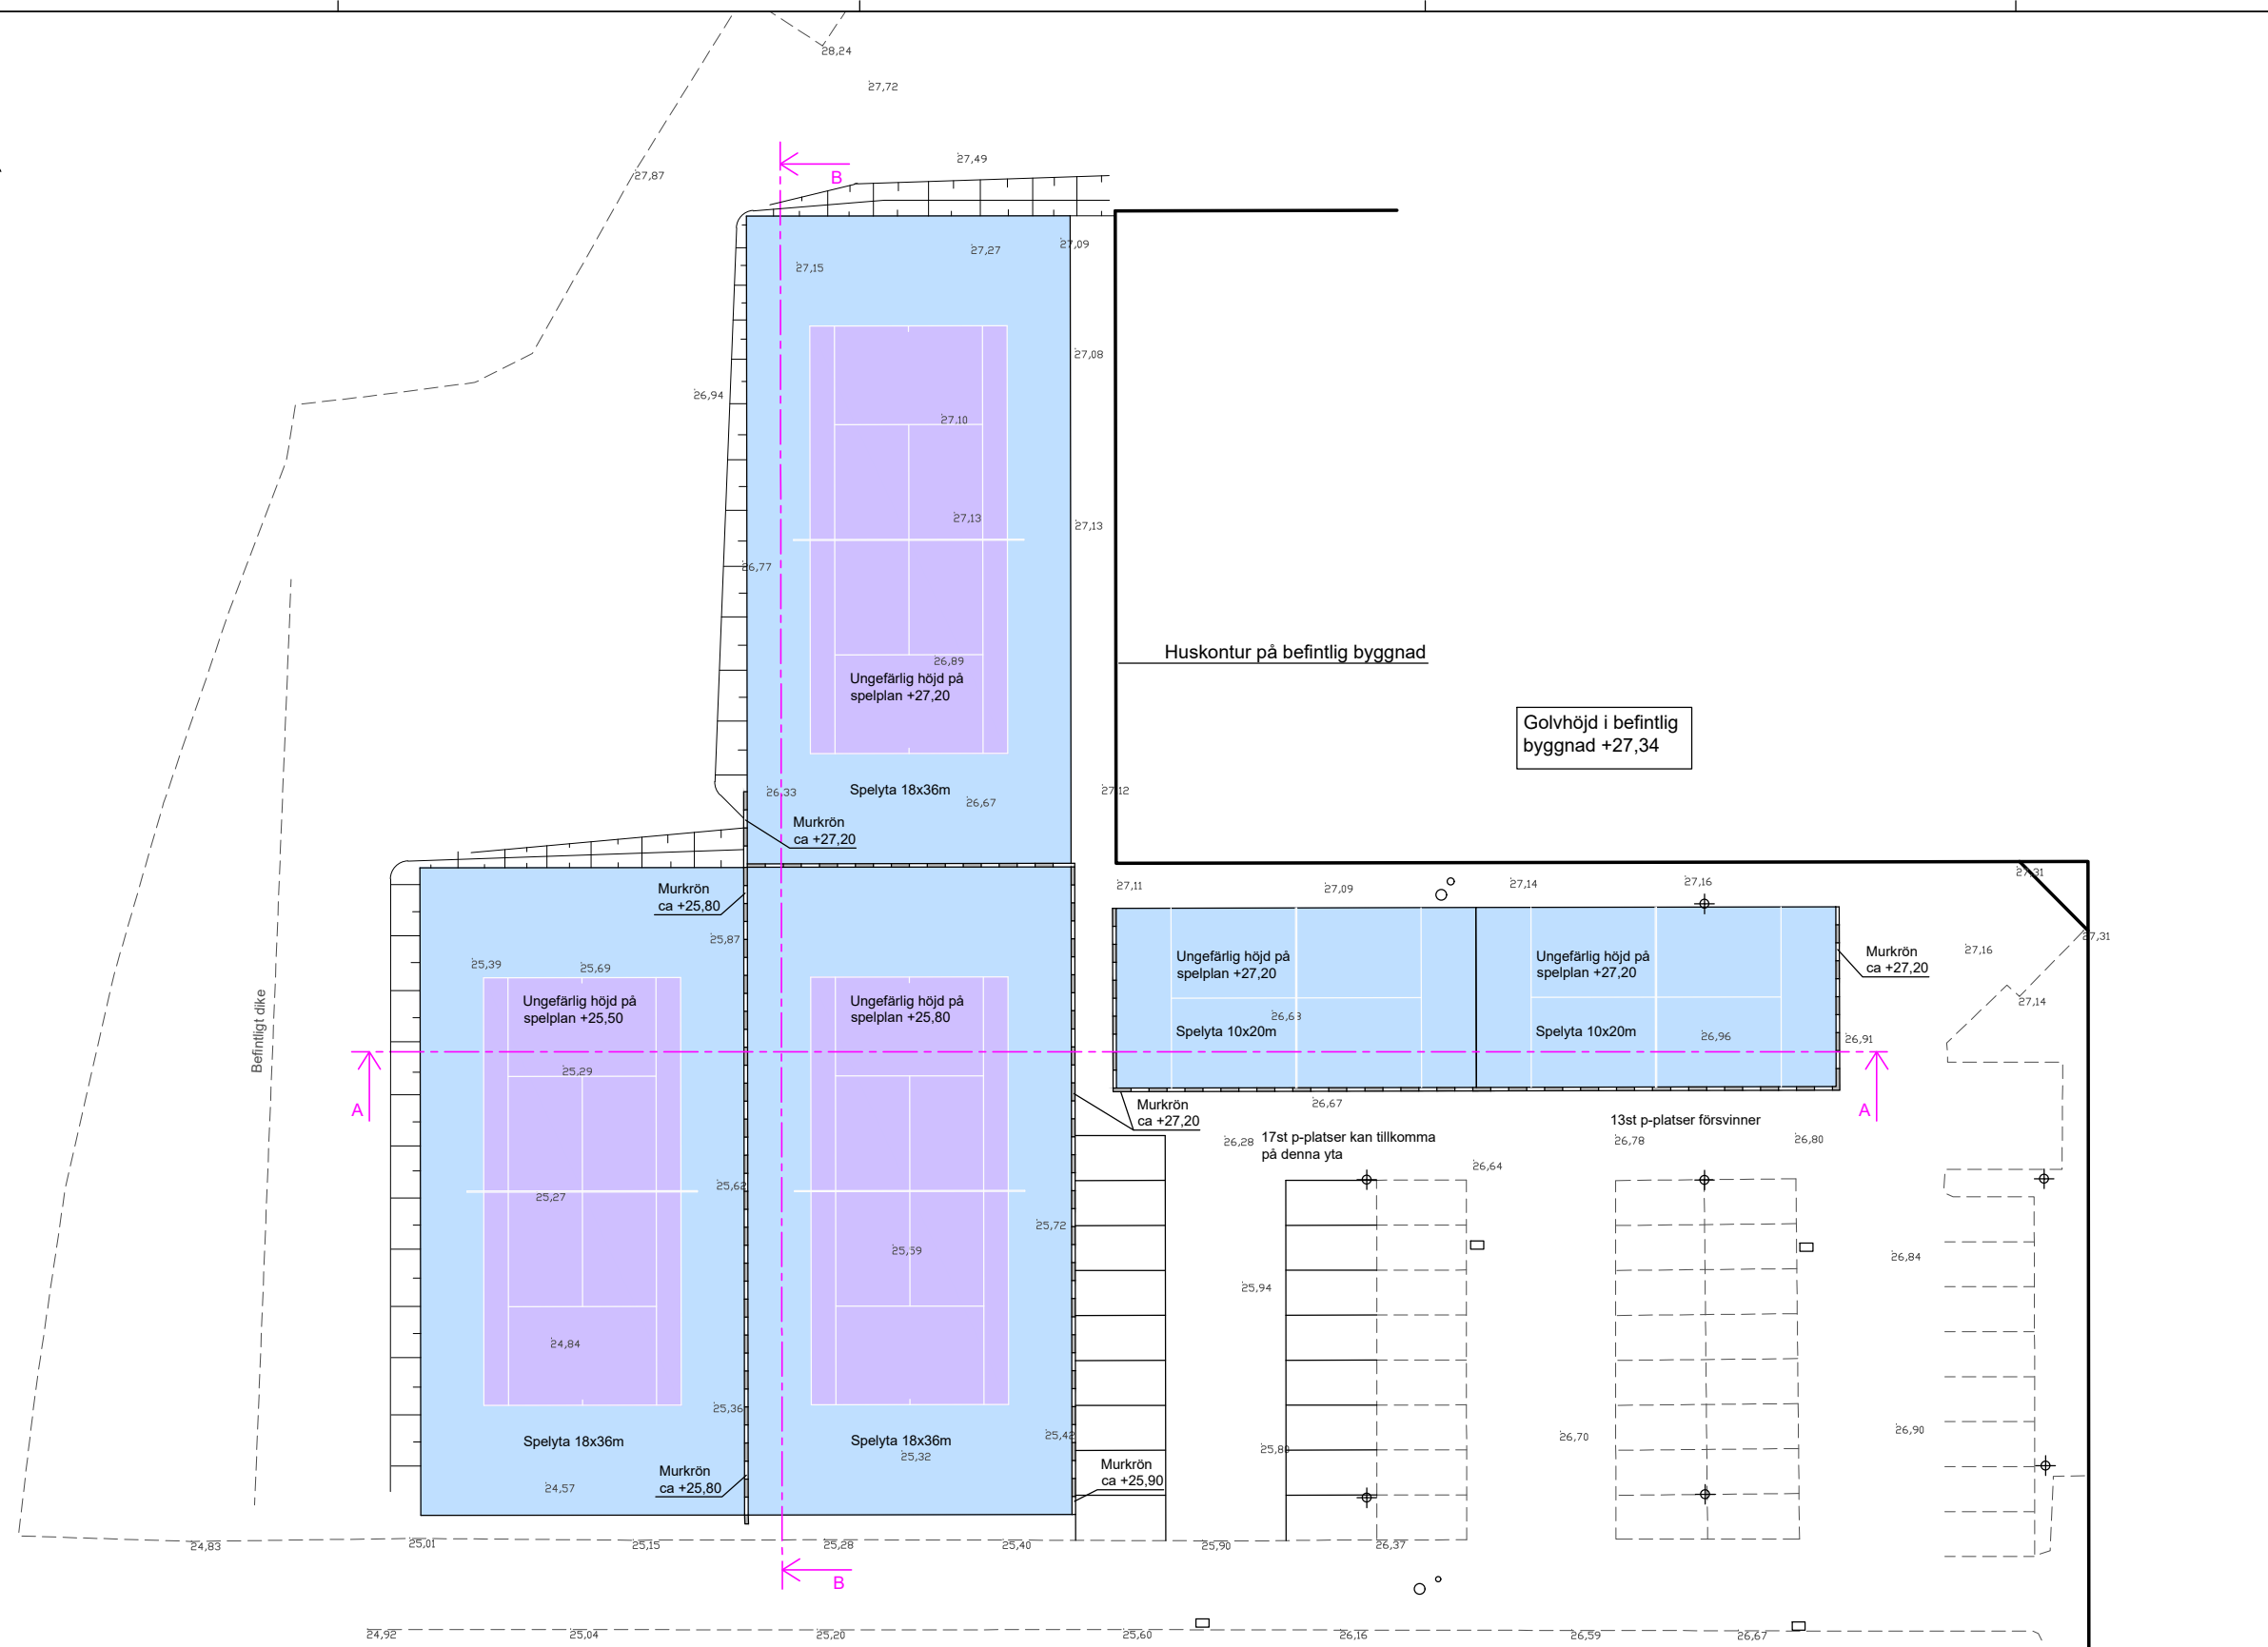 28,24
27,72
27,49
27,87
B
27,09
27,27
27,15
27,08
26,94
27,10
27,13
27,13
26,77
Huskontur på befintlig byggnad
26,89
Ungefärlig höjd på
spelplan +27,20
Golvhöjd i befintlig
byggnad +27,34
26,33
Spelyta 18x36m
26,67
27,12
Murkrön
ca +27,20
Murkrön
ca +25,80
27,11
27,09
27,14
27,16
27,31
25,87
25,39
25,69
27,31
Ungefärlig höjd på
spelplan +27,20
Ungefärlig höjd på
spelplan +27,20
Murkrön
ca +27,20
27,16
27,14
Ungefärlig höjd på
spelplan +25,50
Ungefärlig höjd på
spelplan +25,80
Befintligt dike
26,63
Spelyta 10x20m
Spelyta 10x20m
26,96
26,91
25,29
A
A
Murkrön
ca +27,20
26,67
26,28
17st p-platser kan tillkomma
på denna yta
13st p-platser försvinner
26,78
26,80
26,64
25,62
25,27
25,72
25,94
26,84
24,84
25,36
25,42
25,80
26,70
26,90
Spelyta 18x36m
Spelyta 18x36m
25,32
24,57
Murkrön
ca +25,80
Murkrön
ca +25,90
24,83
25,01
25,15
25,28
25,40
25,90
26,37
B
24,92
25,04
25,20
25,60
26,16
26,59
26,67